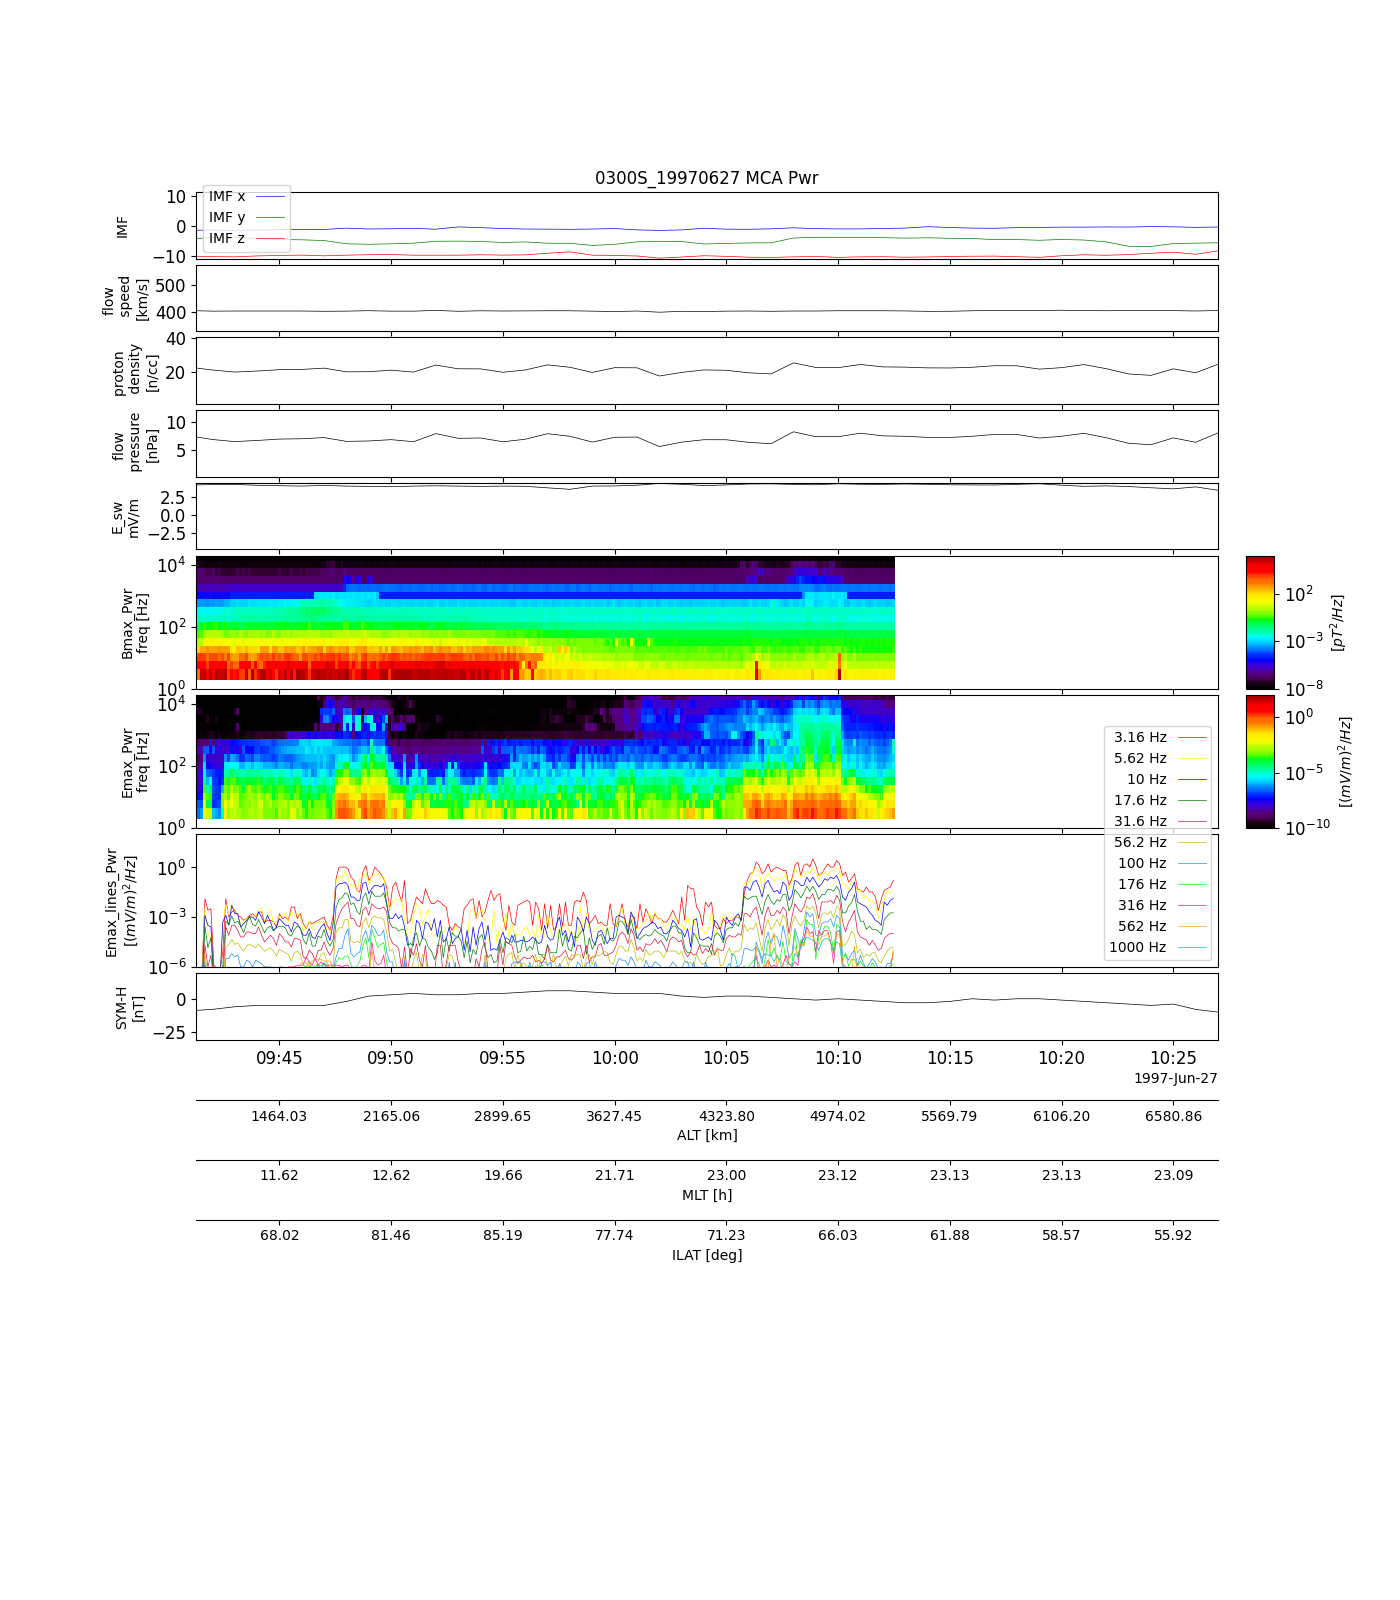 0300S_19970627 MCA Pwr
10
0
−10
IMF
IMF x
IMF y
IMF z
500
400
flow
speed
[km/s]
40
20
proton
density
[n/cc]
10
5
flow
pressure
[nPa]
2.5
0.0
−2.5
E_sw
mV/m
10^4
10^2
10^0
Bmax_Pwr
freq [Hz]
10^2
10^−3
10^−8
[pT^2/Hz]
10^4
10^2
10^0
Emax_Pwr
freq [Hz]
10^0
10^−5
10^−10
[(mV/m)^2/Hz]
3.16 Hz
5.62 Hz
10 Hz
17.6 Hz
31.6 Hz
56.2 Hz
100 Hz
176 Hz
316 Hz
562 Hz
1000 Hz
10^0
10^−3
10^−6
Emax_lines_Pwr
[(mV/m)^2/Hz]
0
−25
SYM-H
[nT]
09:45 09:50 09:55 10:00 10:05 10:10 10:15 10:20 10:25
1997-Jun-27
1464.03 2165.06 2899.65 3627.45 4323.80 4974.02 5569.79 6106.20 6580.86
ALT [km]
11.62 12.62 19.66 21.71 23.00 23.12 23.13 23.13 23.09
MLT [h]
68.02 81.46 85.19 77.74 71.23 66.03 61.88 58.57 55.92
ILAT [deg]